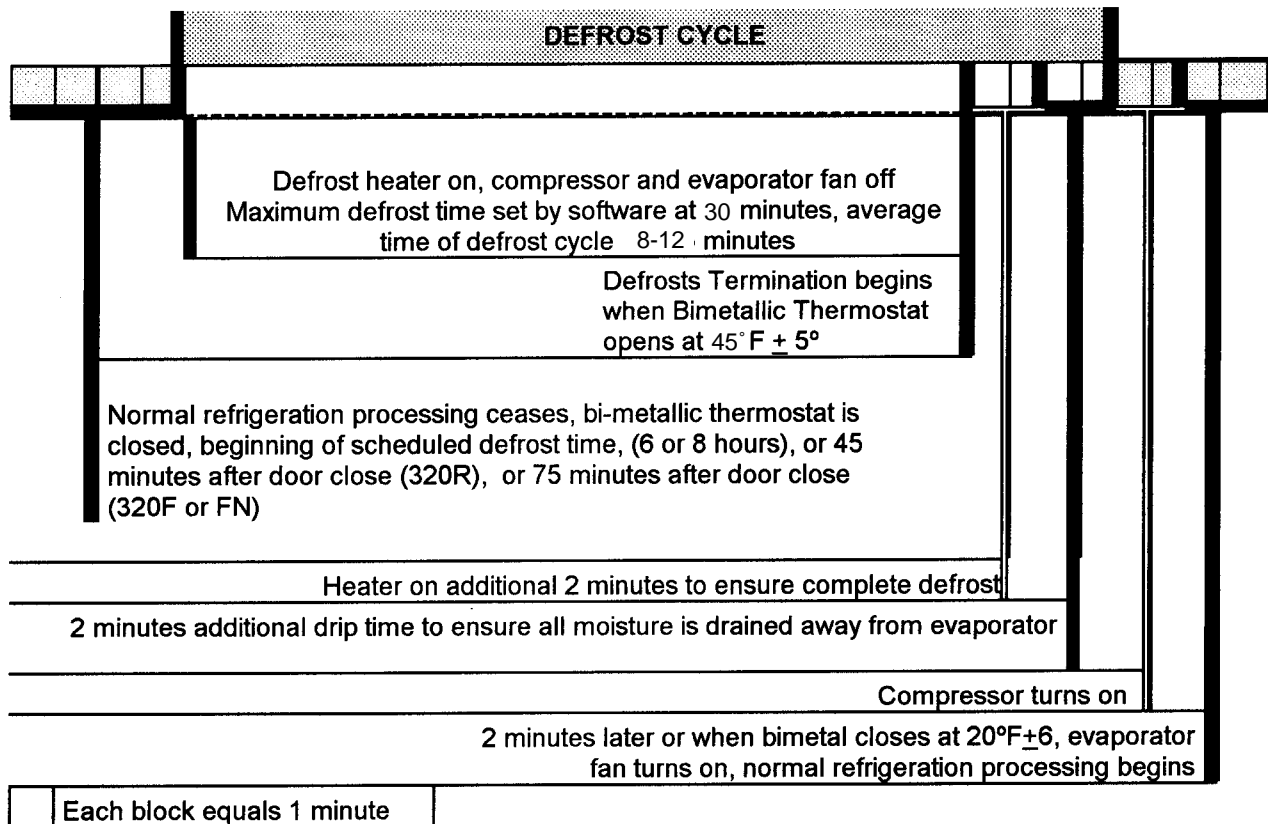 DEFROST CYCLE
Defrost heater on, compressor and evaporator fan off
Maximum defrost time set by software at 30 minutes, average
time of defrost cycle 8-12 minutes
Defrosts Termination begins
when Bimetallic Thermostat
opens at 45°F ± 5º
Normal refrigeration processing ceases, bi-metallic thermostat is
closed, beginning of scheduled defrost time, (6 or 8 hours), or 45
minutes after door close (320R), or 75 minutes after door close
(320F or FN)
Heater on additional 2 minutes to ensure complete defrost
2 minutes additional drip time to ensure all moisture is drained away from evaporator
Compressor turns on
2 minutes later or when bimetal closes at 20ºF±6, evaporator
fan turns on, normal refrigeration processing begins
Each block equals 1 minute